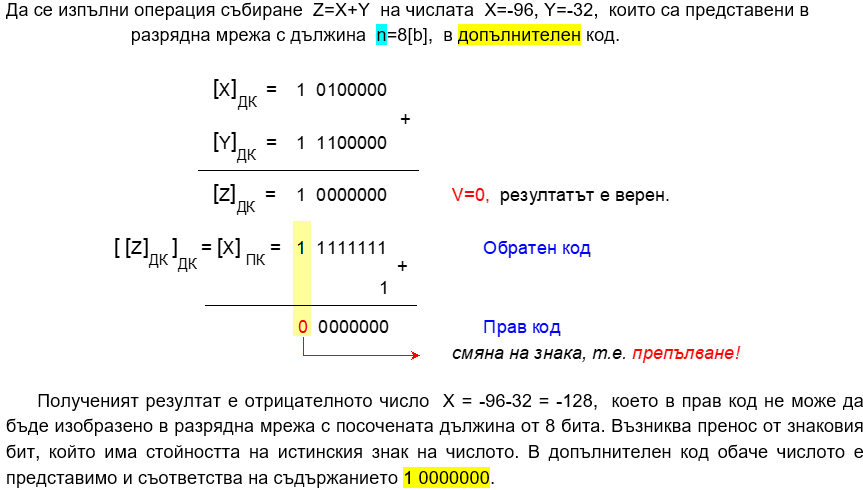 Да се изпълни операция събиране Z=X+Y на числата X=-96, Y=-32, които са представени в
разрядна мрежа с дължина n=8[b], в допълнителен код.
[X]ДК = 1 0100000
+
[Y]ДК = 1 1100000
[Z]ДК = 1 0000000 V=0, резултатът е верен.
[ [Z]ДК ]ДК = [X] ПК = 1 1111111 Обратен код
+
1
0 0000000 Прав код
смяна на знака, т.е. препълване!
Полученият резултат е отрицателното число X = -96-32 = -128, което в прав код не може да
бъде изобразено в разрядна мрежа с посочената дължина от 8 бита. Възниква пренос от знаковия
бит, който има стойността на истинския знак на числото. В допълнителен код обаче числото е
представимо и съответства на съдържанието 1 0000000.